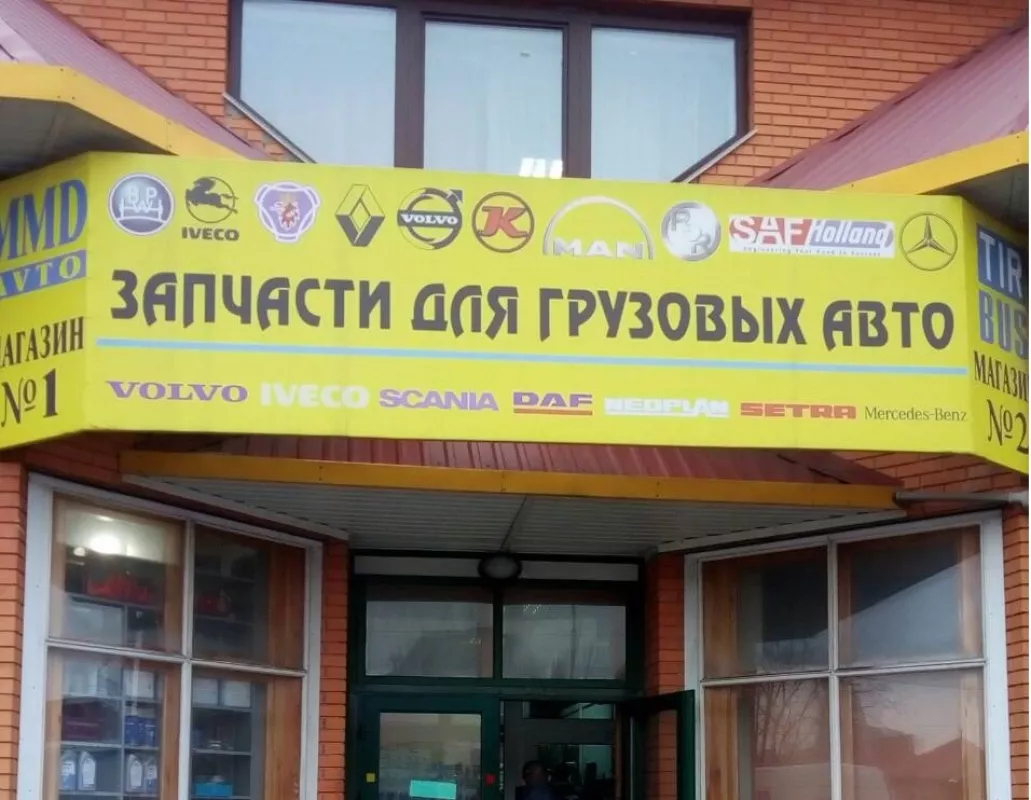 MMD
АВТО
МАГАЗИН
№1
BPW
IVECO
VOLVO
K
MAN
SAF Holland
ЗАПЧАСТИ ДЛЯ ГРУЗОВЫХ АВТО
VOLVO IVECO SCANIA DAF NEOPLAN SETRA Mercedes-Benz
TIR
BUS
МАГАЗИН
№2